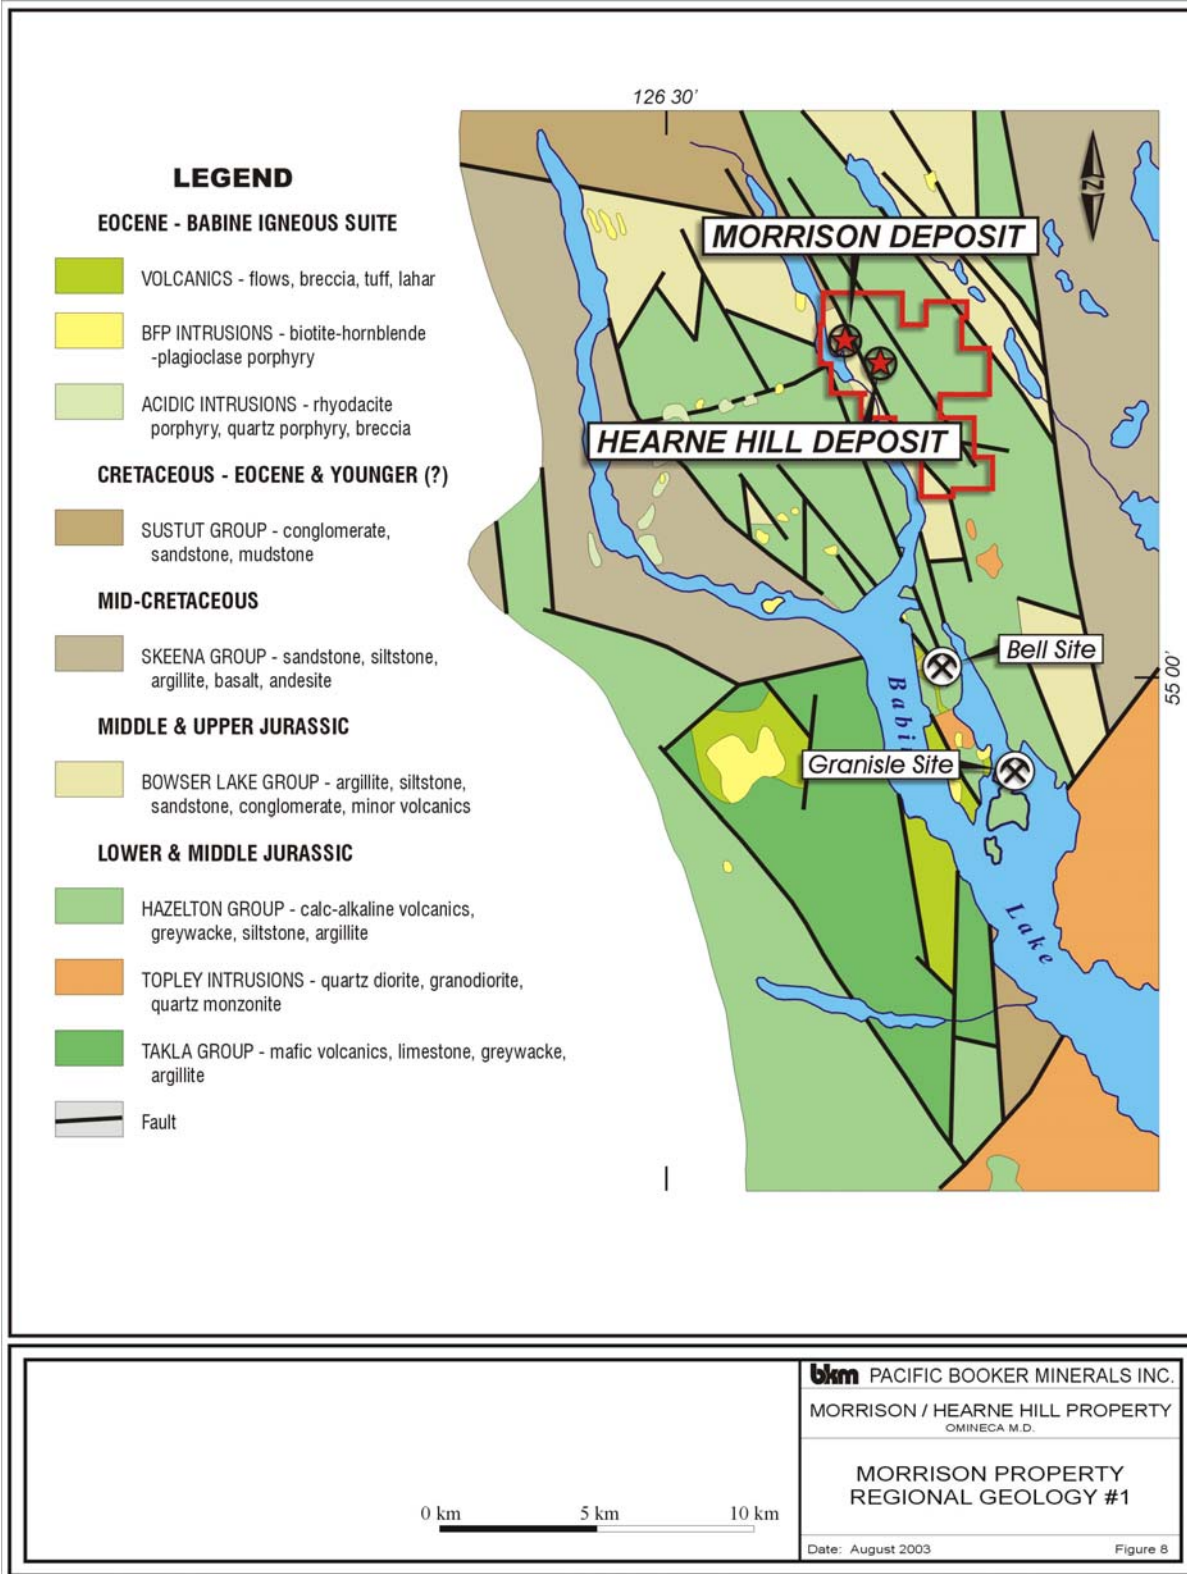 126 30'
LEGEND
EOCENE - BABINE IGNEOUS SUITE
VOLCANICS - flows, breccia, tuff, lahar
BFP INTRUSIONS - biotite-hornblende
-plagioclase porphyry
ACIDIC INTRUSIONS - rhyodacite
porphyry, quartz porphyry, breccia
CRETACEOUS - EOCENE & YOUNGER (?)
SUSTUT GROUP - conglomerate,
sandstone, mudstone
MID-CRETACEOUS
SKEENA GROUP - sandstone, siltstone,
argillite, basalt, andesite
MIDDLE & UPPER JURASSIC
BOWSER LAKE GROUP - argillite, siltstone,
sandstone, conglomerate, minor volcanics
LOWER & MIDDLE JURASSIC
HAZELTON GROUP - calc-alkaline volcanics,
greywacke, siltstone, argillite
TOPLEY INTRUSIONS - quartz diorite, granodiorite,
quartz monzonite
TAKLA GROUP - mafic volcanics, limestone, greywacke,
argillite
Fault
N
MORRISON DEPOSIT
HEARNE HILL DEPOSIT
Bell Site
55 00'
Babi
Granisle Site
Lake
0 km 5 km 10 km
bkm PACIFIC BOOKER MINERALS INC.
MORRISON / HEARNE HILL PROPERTY
OMINECA M.D.
MORRISON PROPERTY
REGIONAL GEOLOGY #1
Date: August 2003 Figure 8